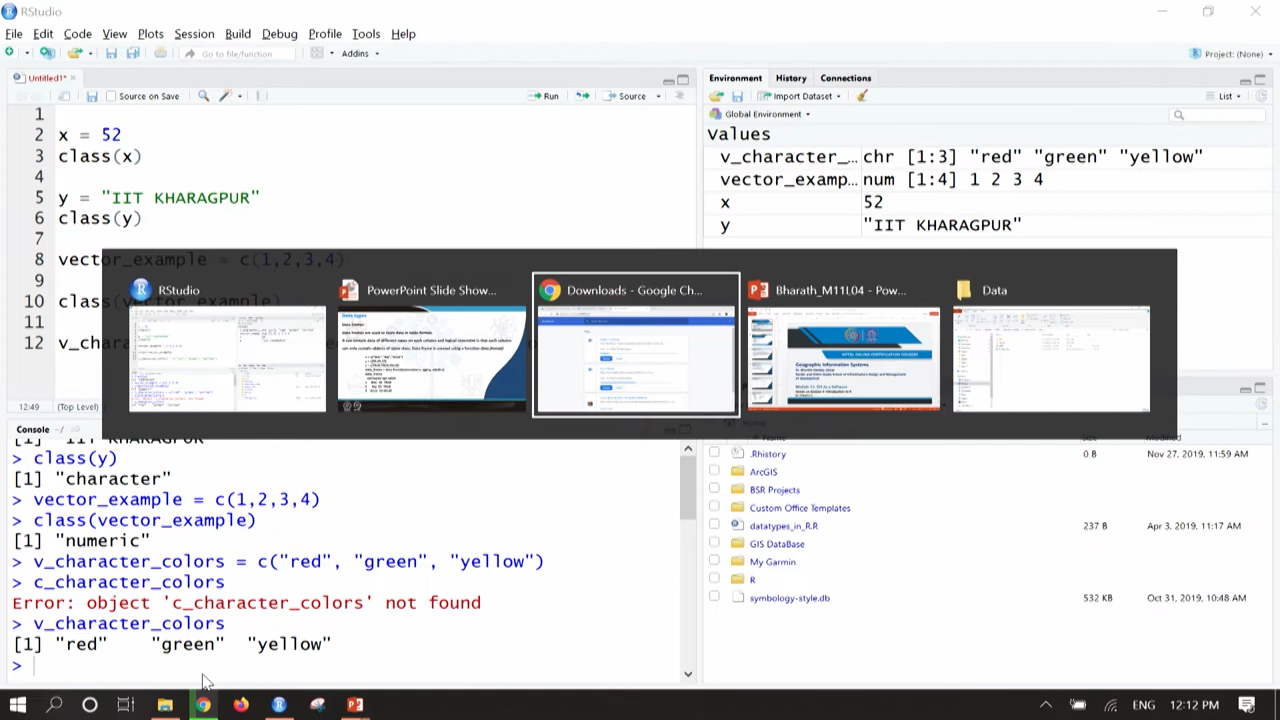 RStudio
File Edit Code View Plots Session Build Debug Profile Tools Help
Go to file/function Addins Project: (None)
Untitled1*
Source on Save Run Source
1
2 x = 52
3 class(x)
4
5 y = "IIT KHARAGPUR"
6 class(y)
7
8 vector_example = c(1,2,3,4)
9
10 class(vector_example)
11
12 v_cha
12:49 (Top Level)
Environment History Connections
Import Dataset List
Global Environment
Values
v_character_... chr [1:3] "red" "green" "yellow"
vector_examp... num [1:4] 1 2 3 4
x 52
y "IIT KHARAGPUR"
RStudio
PowerPoint Slide Show...
Downloads - Google Ch...
Bharath_M11L04 - Pow...
Data
Data Types
Geographic Information Systems
Console ~/
[1] "IIT KHARAGPUR"
> class(y)
[1] "character"
> vector_example = c(1,2,3,4)
> class(vector_example)
[1] "numeric"
> v_character_colors = c("red", "green", "yellow")
> c_character_colors
Error: object 'c_character_colors' not found
> v_character_colors
[1] "red" "green" "yellow"
>
Home
Name Size Modified
.Rhistory 0 B Nov 27, 2019, 11:59 AM
ArcGIS
BSR Projects
Custom Office Templates
datatypes_in_R.R 237 B Apr 3, 2019, 11:17 AM
GIS DataBase
My Garmin
R
symbology-style.db 532 KB Oct 31, 2019, 10:48 AM
ENG 12:12 PM